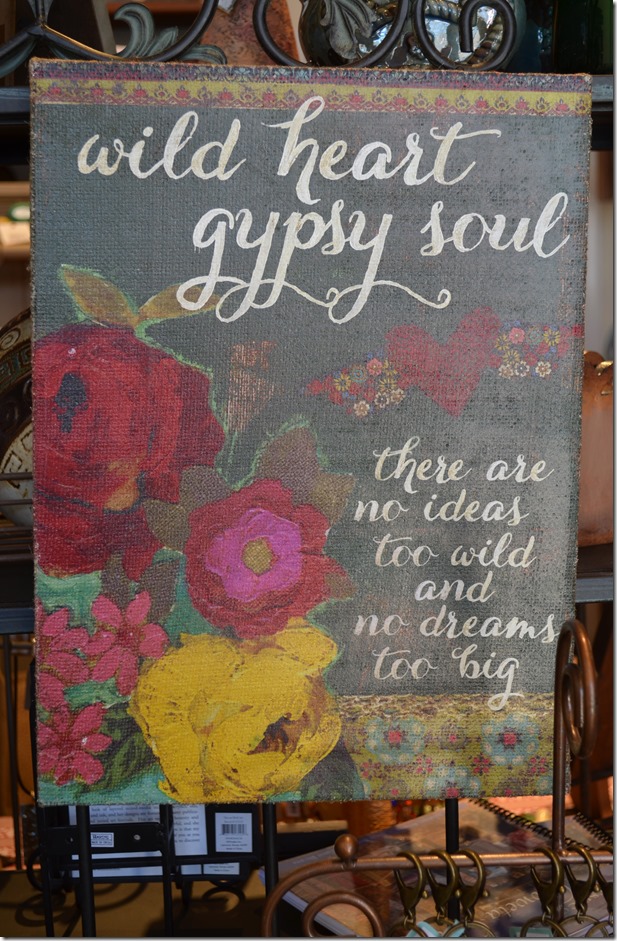 wild heart
gypsy soul
there are
no ideas
too wild
and
no dreams
too big